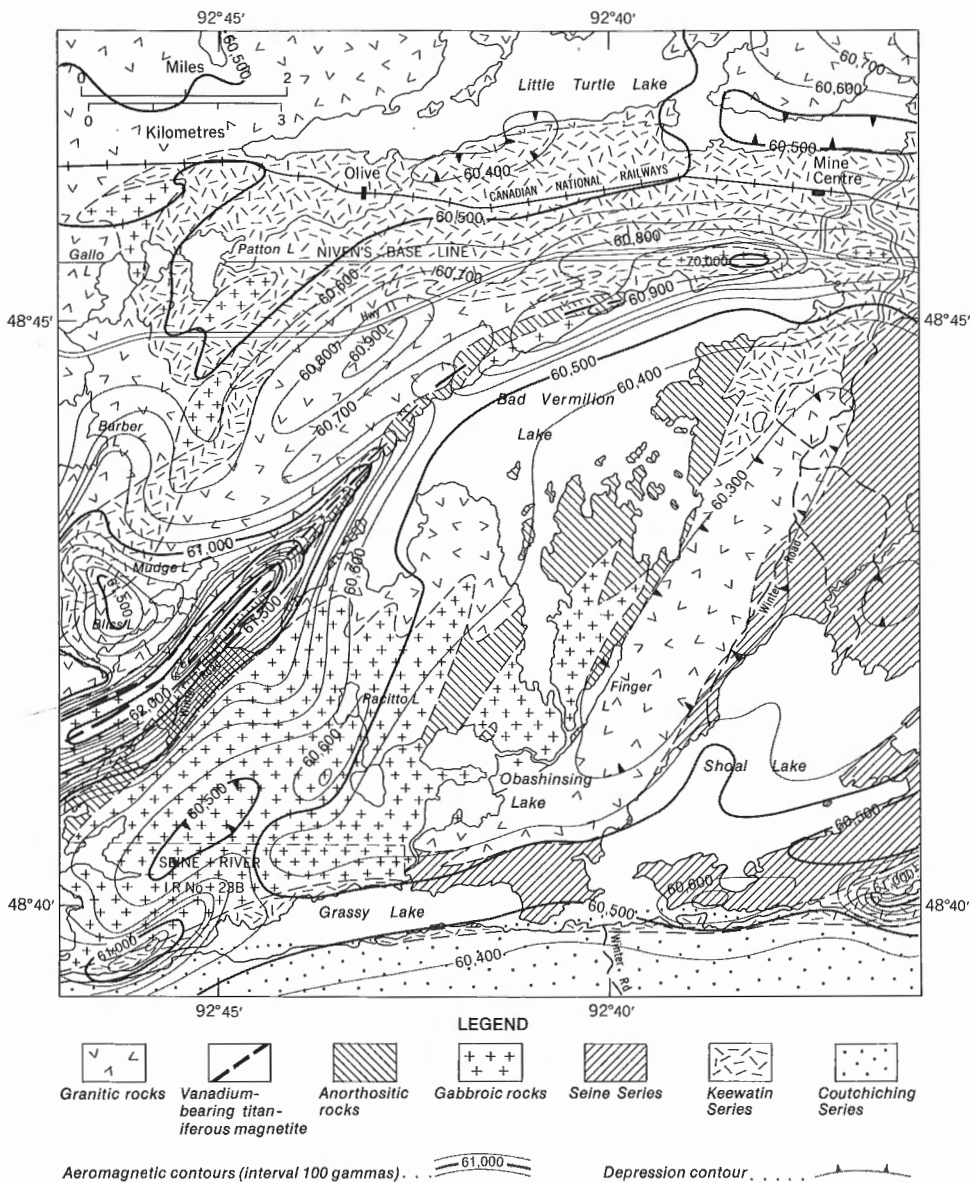 92°45'
92°40'
60,500
Miles
0 2
0 3
Kilometres
Little Turtle Lake
60,700
60,600
60,500
Mine
Centre
Olive
60,400
CANADIAN NATIONAL RAILWAYS
60,500
Gallo
L
Patton L
NIVEN'S BASE LINE
60,800
70,000
60,600
60,700
60,900
Hwy 11
48°45'
48°45'
60,800
60,900
60,500
60,400
Bad Vermilion
Lake
60,700
Barber
60,300
61,000
Mudge L
60,600
Winter Road
61,500
Bliss L
61,500
62,000
Finger
Pacitto L
60,600
Obashinsing
Lake
Shoal Lake
60,500
60,500
SEINE RIVER
I R No 23B
60,600
61,000
48°40'
48°40'
Grassy Lake
60,500
61,000
60,400
Winter
Rd
92°45'
92°40'
LEGEND
Granitic rocks
Vanadium-
bearing titan-
iferous magnetite
Anorthositic
rocks
Gabbroic rocks
Seine Series
Keewatin
Series
Coutchiching
Series
Aeromagnetic contours (interval 100 gammas) . . . 61,000
Depression contour . . . . .